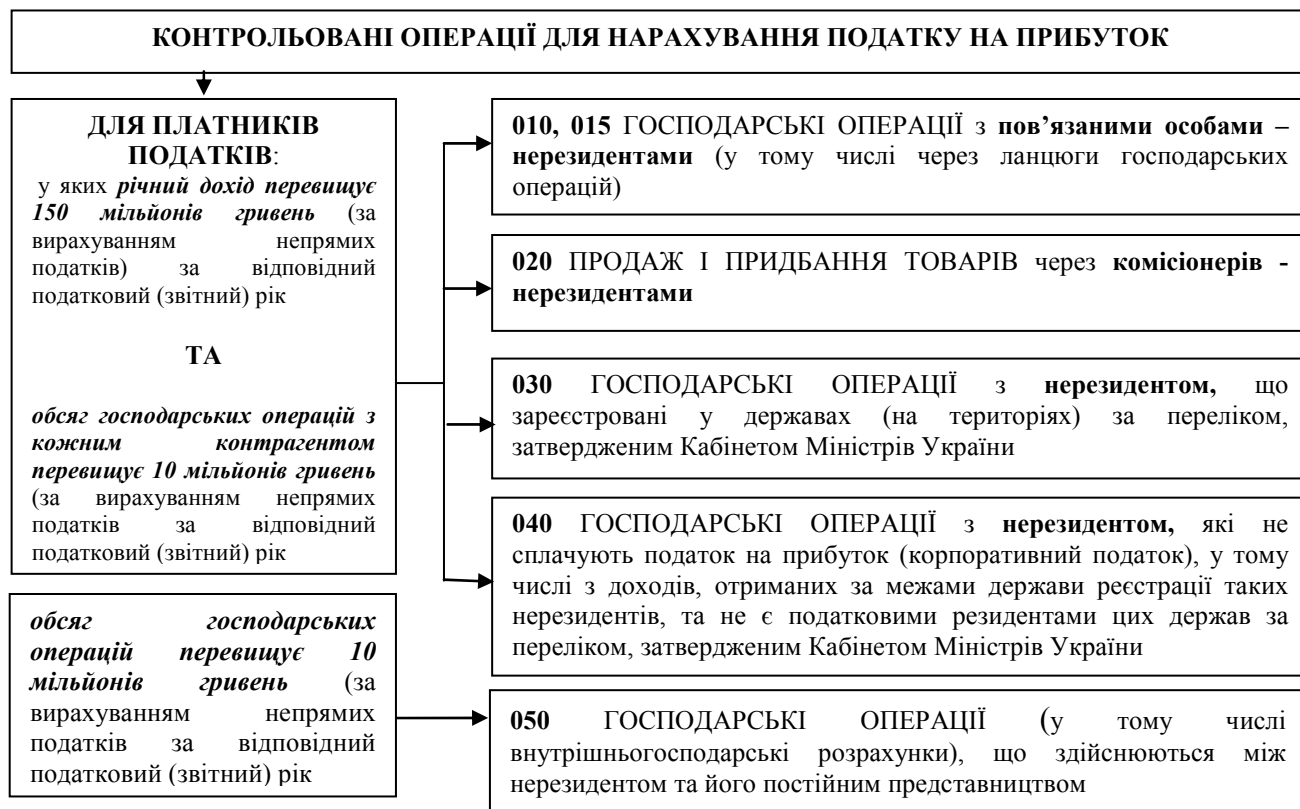 КОНТРОЛЬОВАНІ ОПЕРАЦІЇ ДЛЯ НАРАХУВАННЯ ПОДАТКУ НА ПРИБУТОК
ДЛЯ ПЛАТНИКІВ
ПОДАТКІВ:
у яких річний дохід перевищує
150 мільйонів гривень (за
вирахуванням непрямих
податків) за відповідний
податковий (звітний) рік
ТА
обсяг господарських операцій з
кожним контрагентом
перевищує 10 мільйонів гривень
(за вирахуванням непрямих
податків за відповідний
податковий (звітний) рік
обсяг господарських
операцій перевищує 10
мільйонів гривень (за
вирахуванням непрямих
податків за відповідний
податковий (звітний) рік
010, 015 ГОСПОДАРСЬКІ ОПЕРАЦІЇ з пов’язаними особами –
нерезидентами (у тому числі через ланцюги господарських
операцій)
020 ПРОДАЖ І ПРИДБАННЯ ТОВАРІВ через комісіонерів -
нерезидентами
030 ГОСПОДАРСЬКІ ОПЕРАЦІЇ з нерезидентом, що
зареєстровані у державах (на територіях) за переліком,
затвердженим Кабінетом Міністрів України
040 ГОСПОДАРСЬКІ ОПЕРАЦІЇ з нерезидентом, які не
сплачують податок на прибуток (корпоративний податок), у тому
числі з доходів, отриманих за межами держави реєстрації таких
нерезидентів, та не є податковими резидентами цих держав за
переліком, затвердженим Кабінетом Міністрів України
050 ГОСПОДАРСЬКІ ОПЕРАЦІЇ (у тому числі
внутрішньогосподарські розрахунки), що здійснюються між
нерезидентом та його постійним представництвом